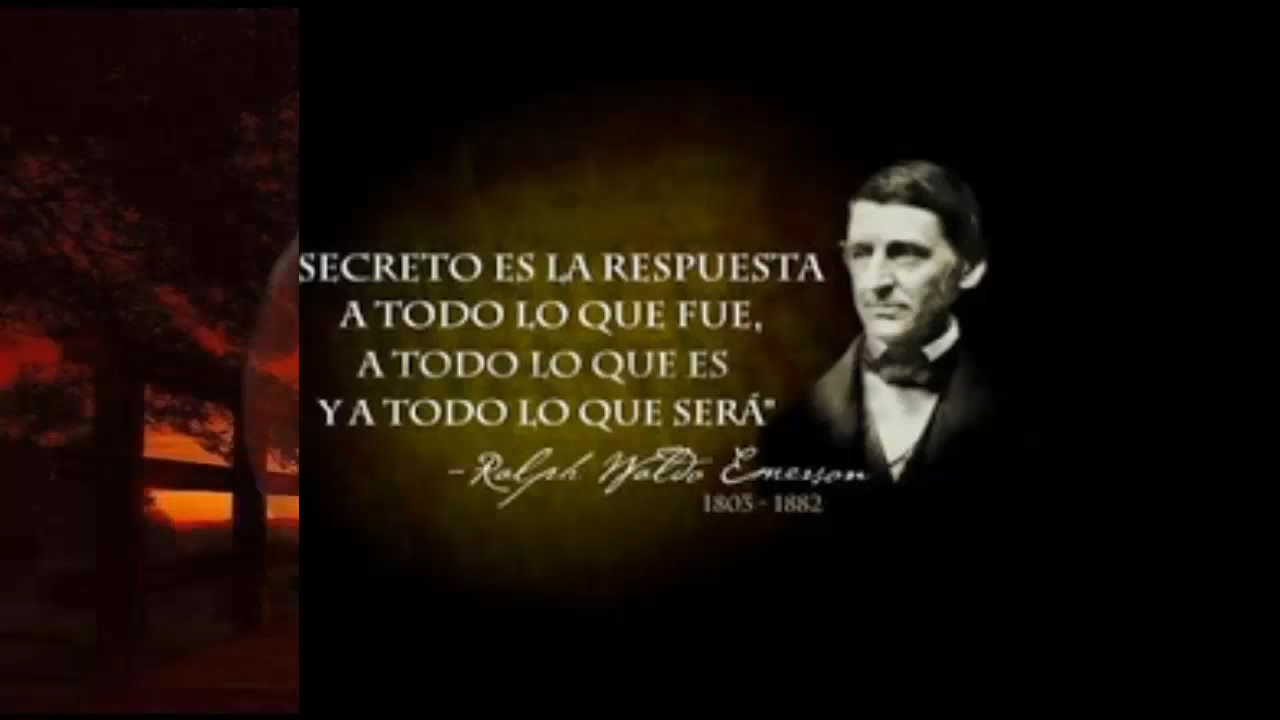 SECRETO ES LA RESPUESTA
A TODO LO QUE FUE,
A TODO LO QUE ES
Y A TODO LO QUE SERÁ"
- Ralph Waldo Emerson
1803 - 1882